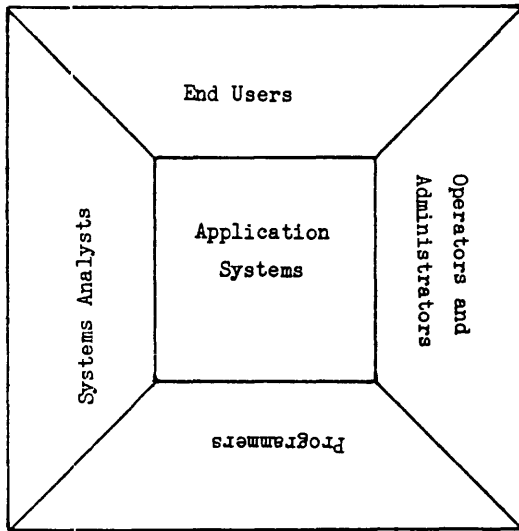 End Users
Systems Analysts
Application
Systems
Operators and
Administrators
Programmers